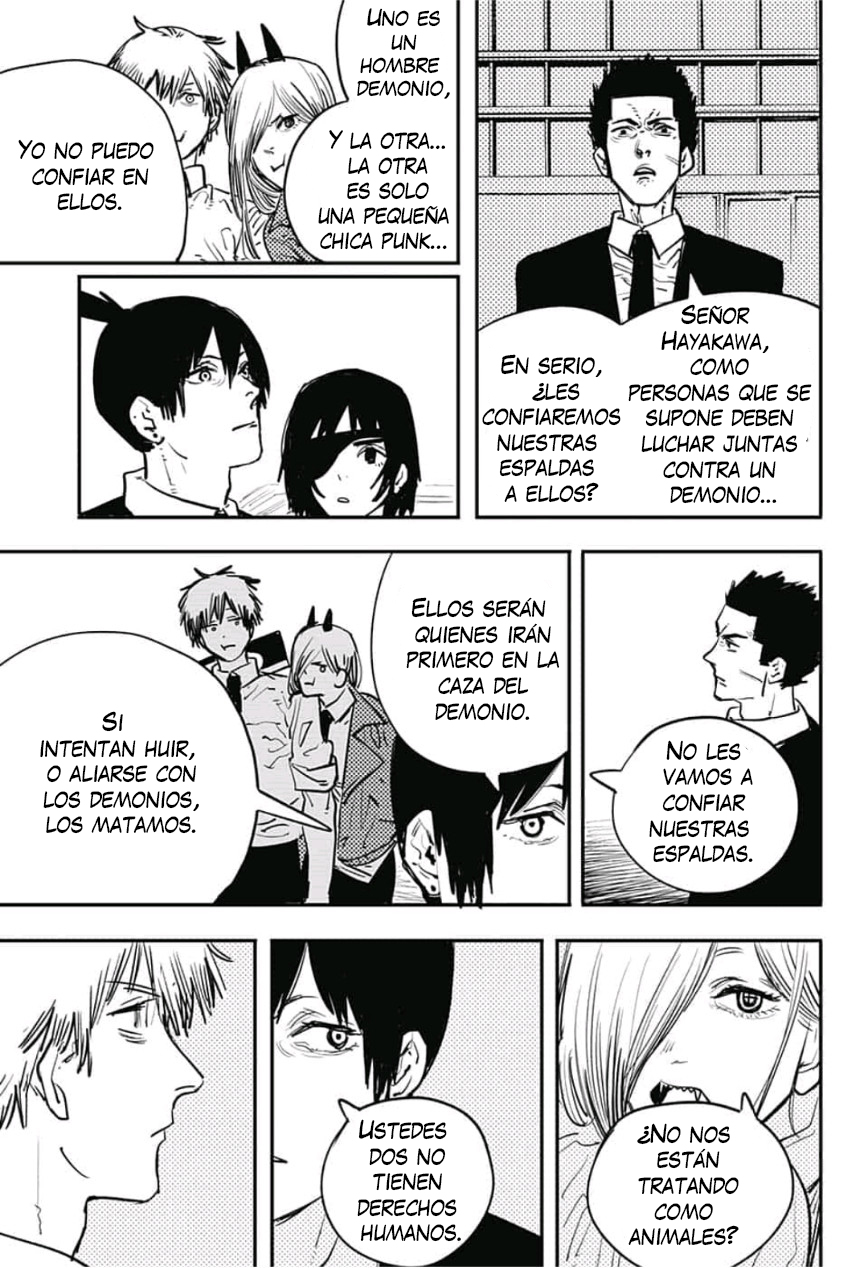 SEÑOR
HAYAKAWA,
COMO
PERSONAS QUE SE
SUPONE DEBEN
LUCHAR JUNTAS
CONTRA UN
DEMONIO...
EN SERIO,
¿LES
CONFIAREMOS
NUESTRAS
ESPALDAS
A ELLOS?
UNO ES
UN
HOMBRE
DEMONIO,
Y LA OTRA...
LA OTRA
ES SOLO
UNA PEQUEÑA
CHICA PUNK...
YO NO PUEDO
CONFIAR EN
ELLOS.
NO LES
VAMOS A
CONFIAR
NUESTRAS
ESPALDAS.
ELLOS SERÁN
QUIENES IRÁN
PRIMERO EN LA
CAZA DEL
DEMONIO.
SI
INTENTAN HUIR,
O ALIARSE CON
LOS DEMONIOS,
LOS MATAMOS.
¿NO NOS
ESTÁN
TRATANDO
COMO
ANIMALES?
USTEDES
DOS NO
TIENEN
DERECHOS
HUMANOS.